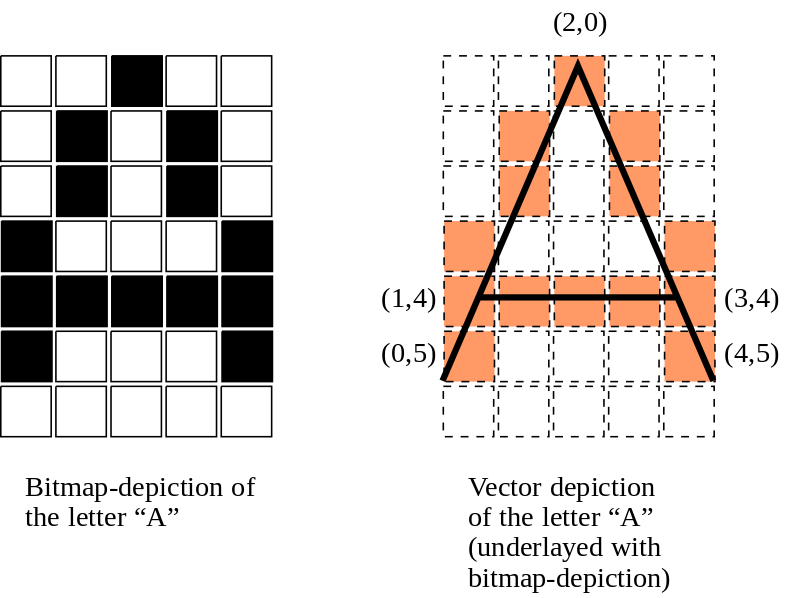 (2,0)
(1,4)
(3,4)
(0,5)
(4,5)
Bitmap-depiction of
the letter “A”
Vector depiction
of the letter “A”
(underlayed with
bitmap-depiction)